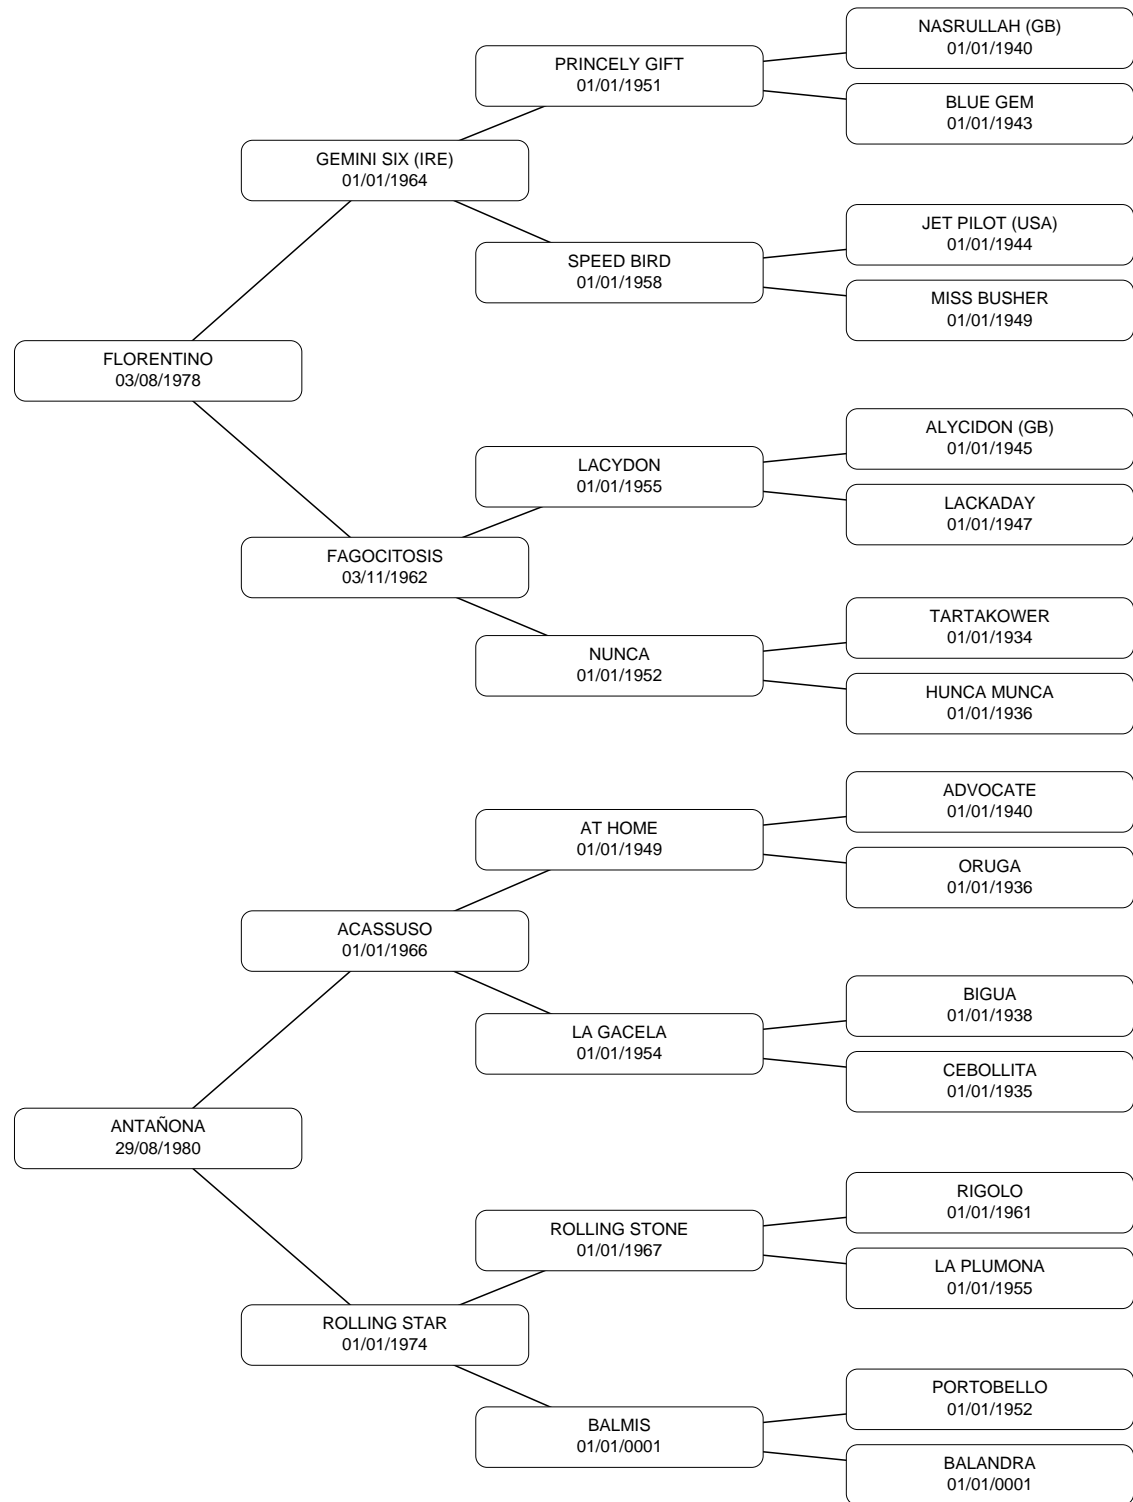 NASRULLAH (GB)
01/01/1940
PRINCELY GIFT
01/01/1951
BLUE GEM
01/01/1943
GEMINI SIX (IRE)
01/01/1964
JET PILOT (USA)
01/01/1944
SPEED BIRD
01/01/1958
MISS BUSHER
01/01/1949
FLORENTINO
03/08/1978
ALYCIDON (GB)
01/01/1945
LACYDON
01/01/1955
LACKADAY
01/01/1947
FAGOCITOSIS
03/11/1962
TARTAKOWER
01/01/1934
NUNCA
01/01/1952
HUNCA MUNCA
01/01/1936
ADVOCATE
01/01/1940
AT HOME
01/01/1949
ORUGA
01/01/1936
ACASSUSO
01/01/1966
BIGUA
01/01/1938
LA GACELA
01/01/1954
CEBOLLITA
01/01/1935
ANTAÑONA
29/08/1980
RIGOLO
01/01/1961
ROLLING STONE
01/01/1967
LA PLUMONA
01/01/1955
ROLLING STAR
01/01/1974
PORTOBELLO
01/01/1952
BALMIS
01/01/0001
BALANDRA
01/01/0001